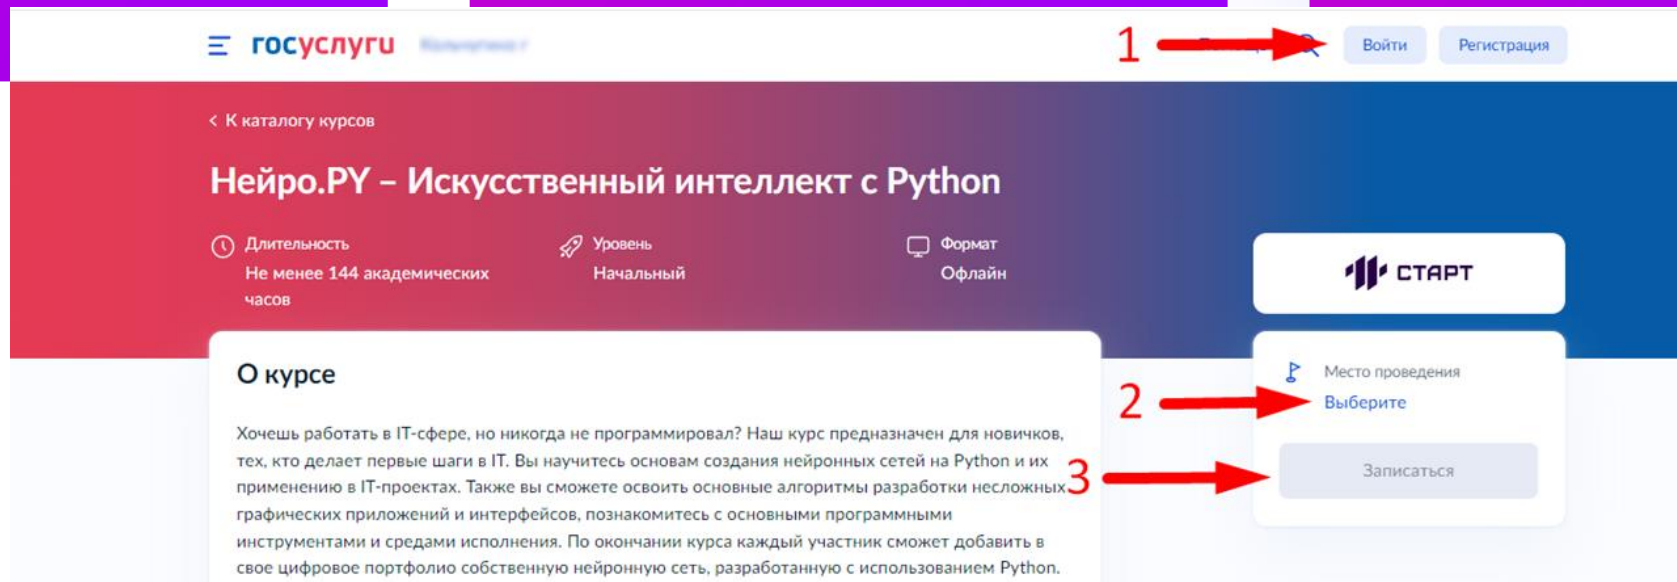 госуслуги
1
Войти
Регистрация
< К каталогу курсов
Нейро.PY – Искусственный интеллект с Python
Длительность
Не менее 144 академических
часов
Уровень
Начальный
Формат
Офлайн
СТАРТ
О курсе
Хочешь работать в IT-сфере, но никогда не программировал? Наш курс предназначен для новичков,
тех, кто делает первые шаги в IT. Вы научитесь основам создания нейронных сетей на Python и их
применению в IT-проектах. Также вы сможете освоить основные алгоритмы разработки несложных
графических приложений и интерфейсов, познакомитесь с основными программными
инструментами и средами исполнения. По окончании курса каждый участник сможет добавить в
свое цифровое портфолио собственную нейронную сеть, разработанную с использованием Python.
Место проведения
2
Выберите
3
Записаться